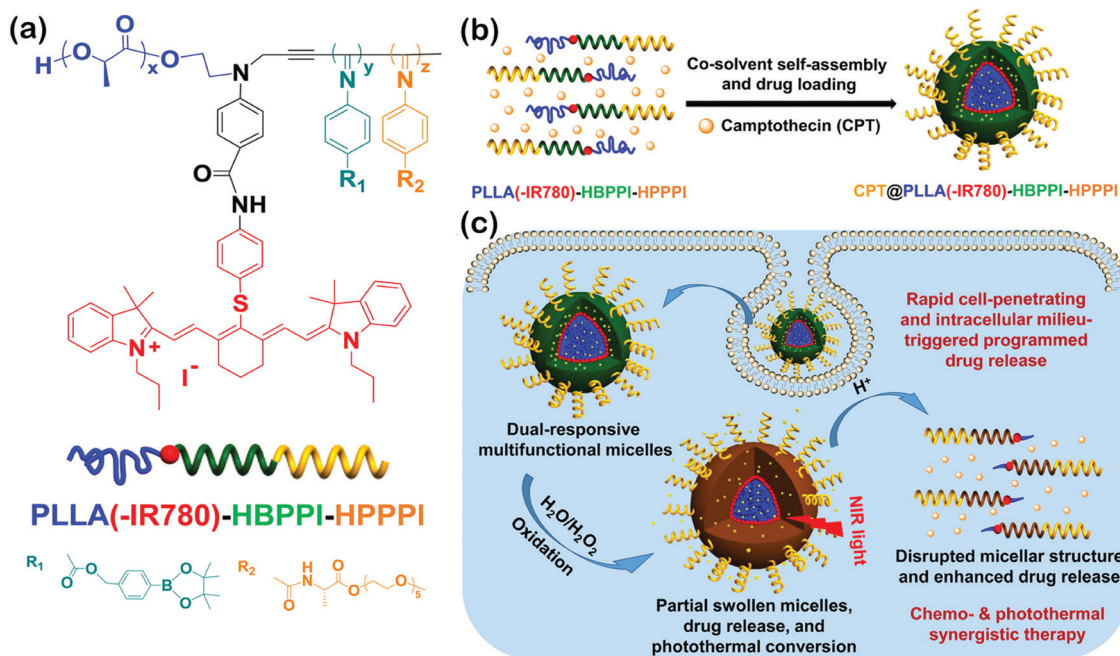 (a)
H
O
O
x
O
N
N
y
N
z
R1
R2
O
NH
S
N+
I-
N
PLLA(-IR780)-HBPPI-HPPPI
R1
O
O
B
O
O
R2
O
H
N
O
O
O
5
(b)
Co-solvent self-assembly
and drug loading
Camptothecin (CPT)
PLLA(-IR780)-HBPPI-HPPPI
CPT@PLLA(-IR780)-HBPPI-HPPPI
(c)
Rapid cell-penetrating
and intracellular milieu-
triggered programmed
drug release
Dual-responsive
multifunctional micelles
H+
H2O/H2O2
Oxidation
NIR light
Partial swollen micelles,
drug release, and
photothermal conversion
Disrupted micellar structure
and enhanced drug release
Chemo- & photothermal
synergistic therapy